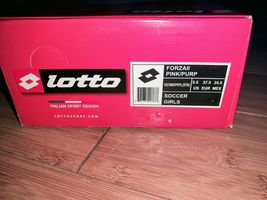 lotto
ITALIAN SPORT DESIGN
LOTTOSPORT.COM
FORZAII
PINK/PURP
5.5 37.5 24.5
US EUR MEX
SOCCER
GIRLS